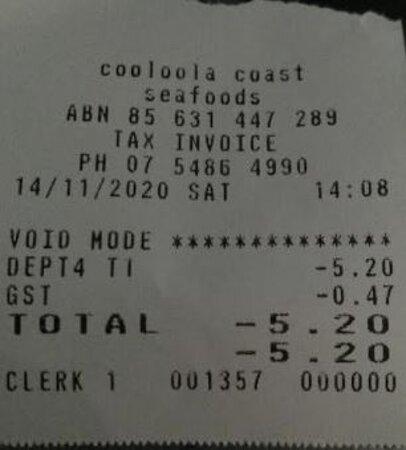 cooloola coast
seafoods
ABN 85 631 447 289
TAX INVOICE
PH 07 5486 4990
14/11/2020 SAT 14:08
VOID MODE **************
DEPT4 T1 -5.20
GST -0.47
TOTAL -5.20
-5.20
CLERK 1 001357 000000